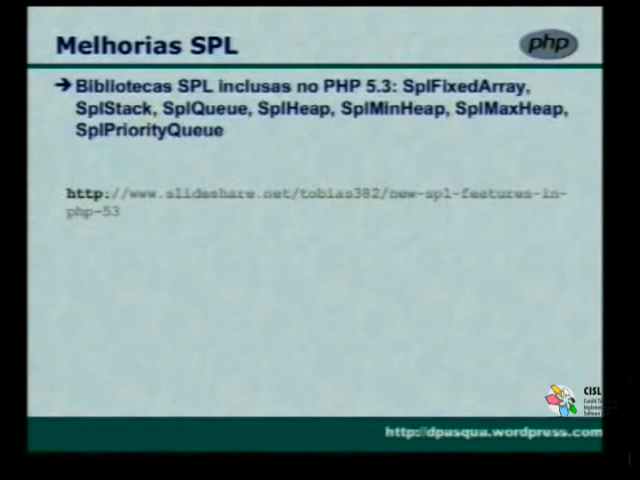 Melhorias SPL
php
➔ Bibliotecas SPL inclusas no PHP 5.3: SplFixedArray,
SplStack, SplQueue, SplHeap, SplMinHeap, SplMaxHeap,
SplPriorityQueue
http://www.slideshare.net/tobias382/new-spl-features-in-
php-53
CISL
http://dpasqua.wordpress.com